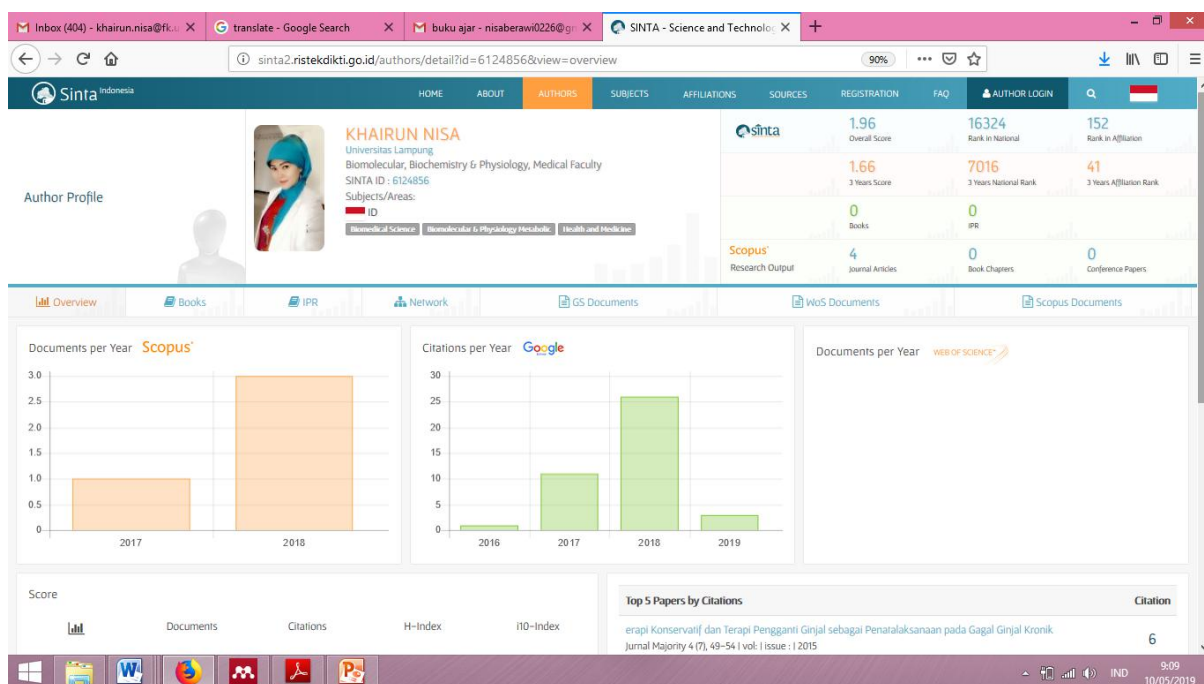 Inbox (404) - khairun.nisa@fk.u
translate - Google Search
buku ajar - nisaberawi0226@g
SINTA - Science and Technolog
sinta2.ristekdikti.go.id/authors/detail?id=6124856&view=overview
90%
Sinta Indonesia
HOME ABOUT AUTHORS SUBJECTS AFFILIATIONS SOURCES REGISTRATION FAQ AUTHOR LOGIN
Author Profile
KHAIRUN NISA
Universitas Lampung
Biomolecular, Biochemistry & Physiology, Medical Faculty
SINTA ID : 6124856
Subjects/Areas:
ID
Biomedical Science Biomolecular & Physiology Metabolic Health and Medicine
sinta
1.96 16324 152
Overall Score Rank in National Rank in Affiliation
1.66 7016 41
3 Years Score 3 Years National Rank 3 Years Affiliation Rank
0 0
Books IPR
Scopus
Research Output
4 0 0
Journal Articles Book Chapters Conference Papers
Overview Books IPR Network GS Documents WoS Documents Scopus Documents
Documents per Year Scopus
3.0
2.5
2.0
1.5
1.0
0.5
0
2017 2018
Citations per Year Google
30
25
20
15
10
5
0
2016 2017 2018 2019
Documents per Year WEB OF SCIENCE
Score
Documents Citations H-Index i10-Index
Top 5 Papers by Citations Citation
erapi Konservatif dan Terapi Pengganti Ginjal sebagai Penatalaksanaan pada Gagal Ginjal Kronik
Jurnal Majority 4 (7), 49-54 | vol: | issue : | 2015
6
IND
9:09
10/05/2019